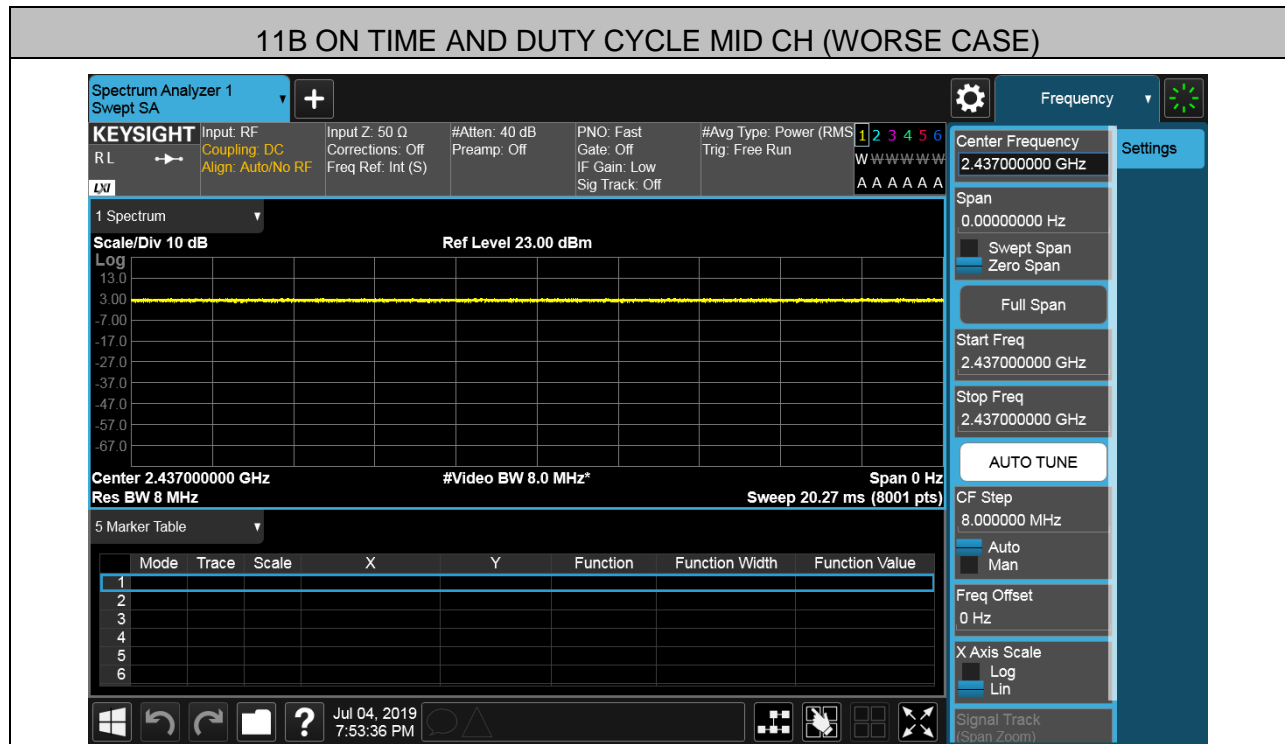 11B ON TIME AND DUTY CYCLE MID CH (WORSE CASE)
Spectrum Analyzer 1
Swept SA
Frequency
KEYSIGHT
RL
LXI
Input: RF
Coupling: DC
Align: Auto/No RF
Input Z: 50 Ω
Corrections: Off
Freq Ref: Int (S)
#Atten: 40 dB
Preamp: Off
PNO: Fast
Gate: Off
IF Gain: Low
Sig Track: Off
#Avg Type: Power (RMS
Trig: Free Run
1 2 3 4 5 6
W W W W W W
A A A A A A
1 Spectrum
Scale/Div 10 dB
Ref Level 23.00 dBm
Log
13.0
3.00
-7.00
-17.0
-27.0
-37.0
-47.0
-57.0
-67.0
Center 2.437000000 GHz
#Video BW 8.0 MHz*
Span 0 Hz
Res BW 8 MHz
Sweep 20.27 ms (8001 pts)
5 Marker Table
Mode Trace Scale X Y Function Function Width Function Value
1
2
3
4
5
6
Center Frequency
2.437000000 GHz
Settings
Span
0.00000000 Hz
Swept Span
Zero Span
Full Span
Start Freq
2.437000000 GHz
Stop Freq
2.437000000 GHz
AUTO TUNE
CF Step
8.000000 MHz
Auto
Man
Freq Offset
0 Hz
X Axis Scale
Log
Lin
Signal Track
(Span Zoom)
?
Jul 04, 2019
7:53:36 PM